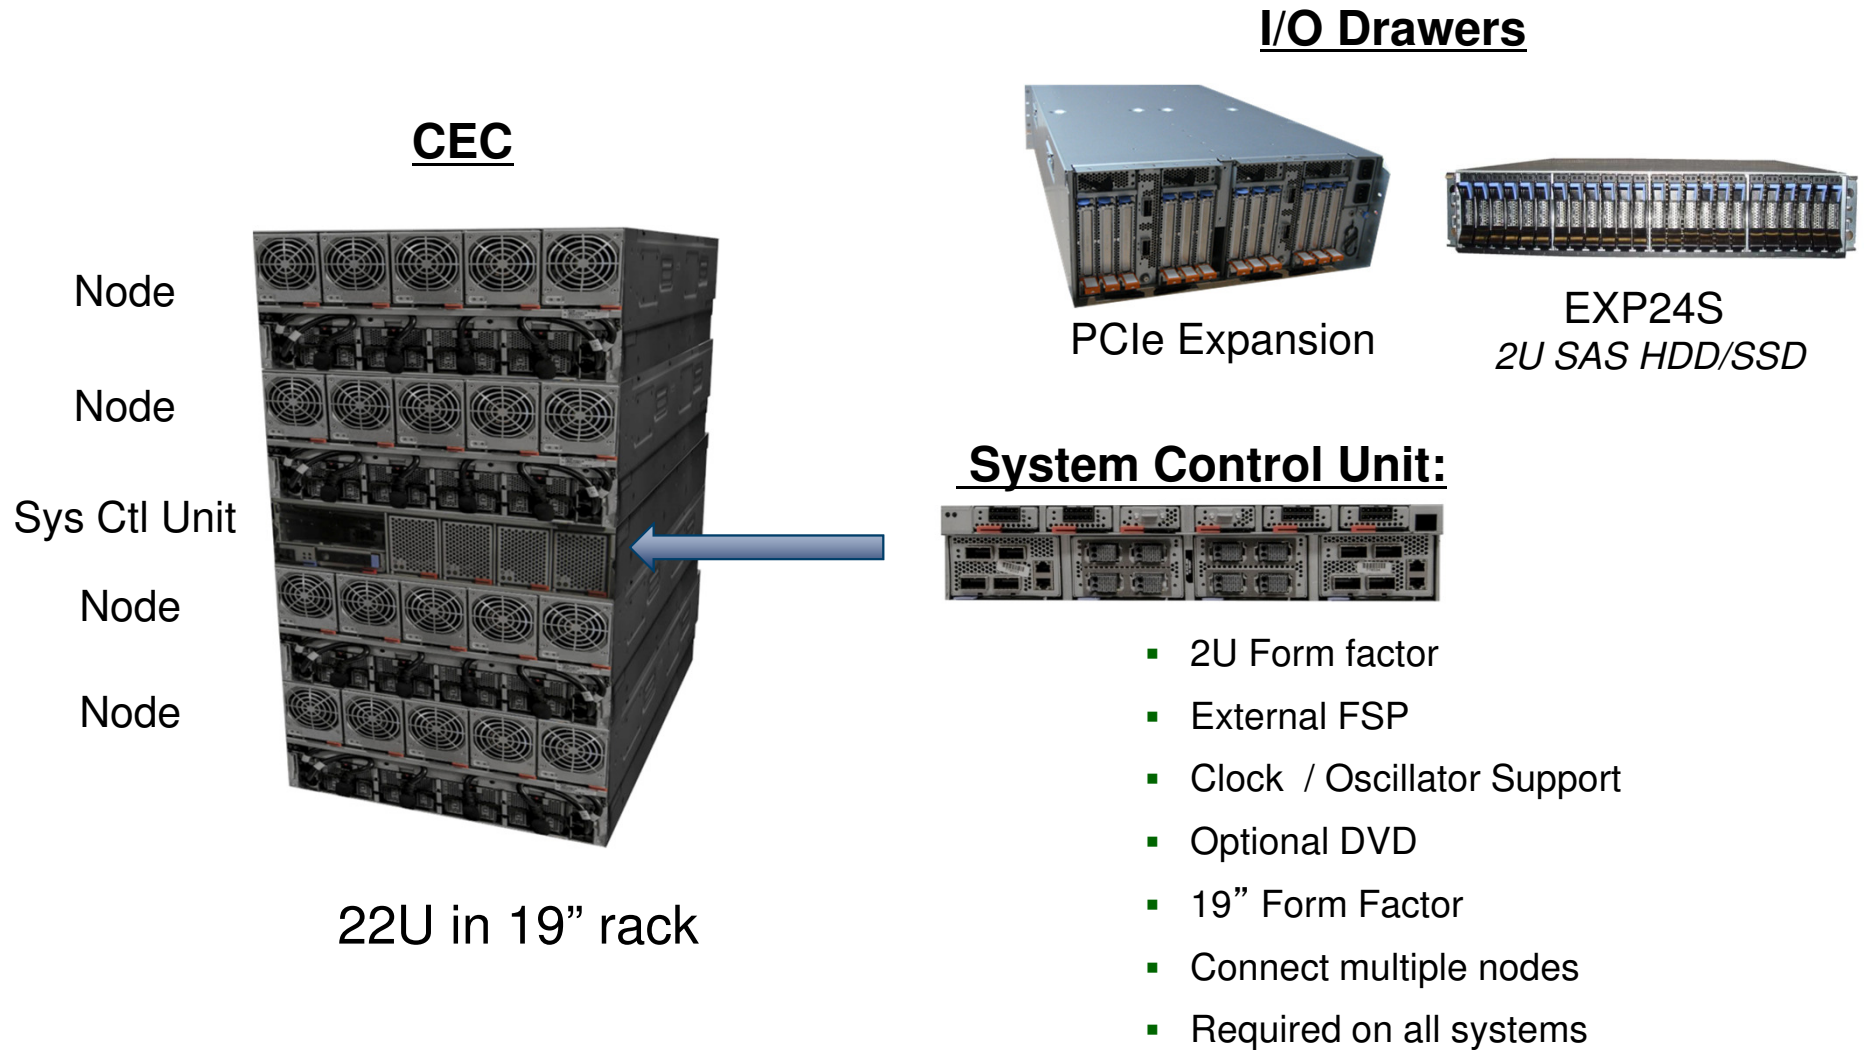 I/O Drawers
CEC
Node
Node
Sys Ctl Unit
Node
Node
22U in 19” rack
PCIe Expansion
EXP24S
2U SAS HDD/SSD
System Control Unit:
▪ 2U Form factor
▪ External FSP
▪ Clock / Oscillator Support
▪ Optional DVD
▪ 19” Form Factor
▪ Connect multiple nodes
▪ Required on all systems